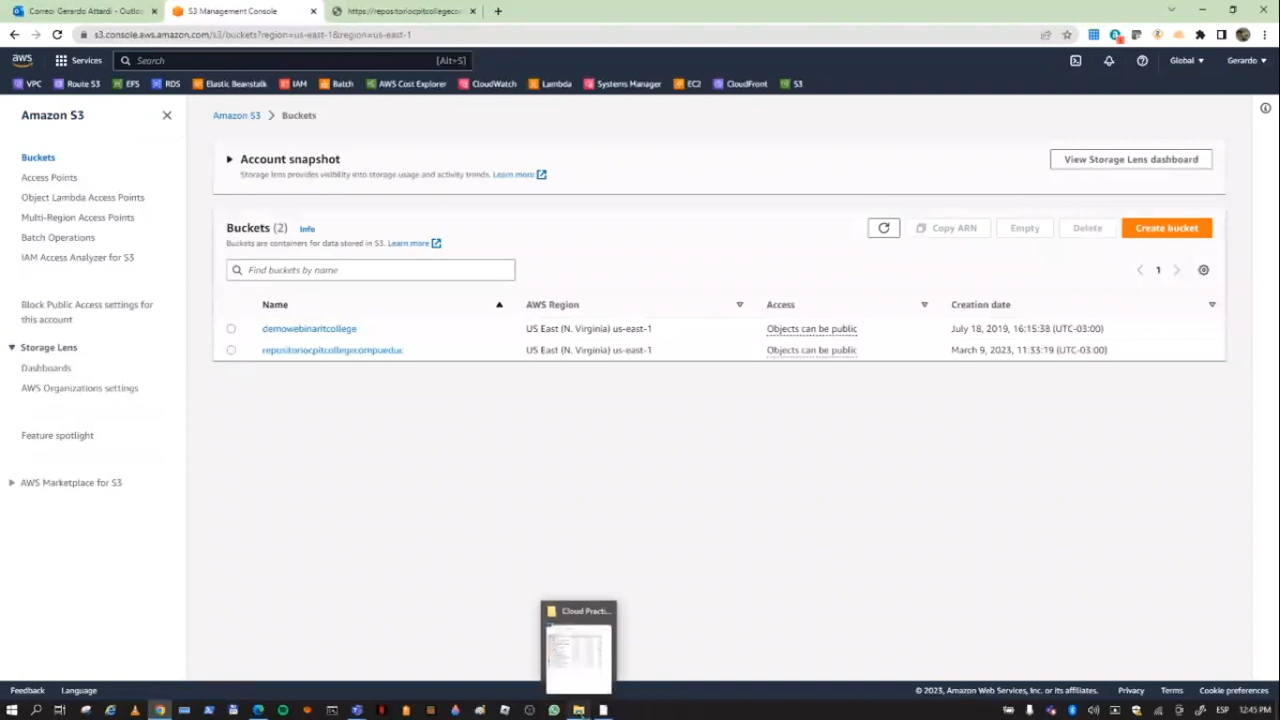 Correo: Gerardo Attardi - Outlo
S3 Management Console
https://repositoriocpitcollegeco
s3.console.aws.amazon.com/s3/buckets?region=us-east-1&region=us-east-1
aws
Services
Search
[Alt+S]
Global
Gerardo
VPC
Route 53
EFS
RDS
Elastic Beanstalk
IAM
Batch
AWS Cost Explorer
CloudWatch
Lambda
Systems Manager
EC2
CloudFront
S3
Amazon S3
Buckets
Access Points
Object Lambda Access Points
Multi-Region Access Points
Batch Operations
IAM Access Analyzer for S3
Block Public Access settings for
this account
Storage Lens
Dashboards
AWS Organizations settings
Feature spotlight
AWS Marketplace for S3
Amazon S3 > Buckets
Account snapshot
Storage lens provides visibility into storage usage and activity trends. Learn more
View Storage Lens dashboard
Buckets (2) Info
Buckets are containers for data stored in S3. Learn more
Copy ARN
Empty
Delete
Create bucket
Find buckets by name
1
Name AWS Region Access Creation date
demowebinaritcollege US East (N. Virginia) us-east-1 Objects can be public July 18, 2019, 16:15:38 (UTC-03:00)
repositoriocpitcollegecompueduc US East (N. Virginia) us-east-1 Objects can be public March 9, 2023, 11:33:19 (UTC-03:00)
Cloud Practi...
Feedback
Language
© 2023, Amazon Web Services, Inc. or its affiliates.
Privacy
Terms
Cookie preferences
ESP
12:45 PM